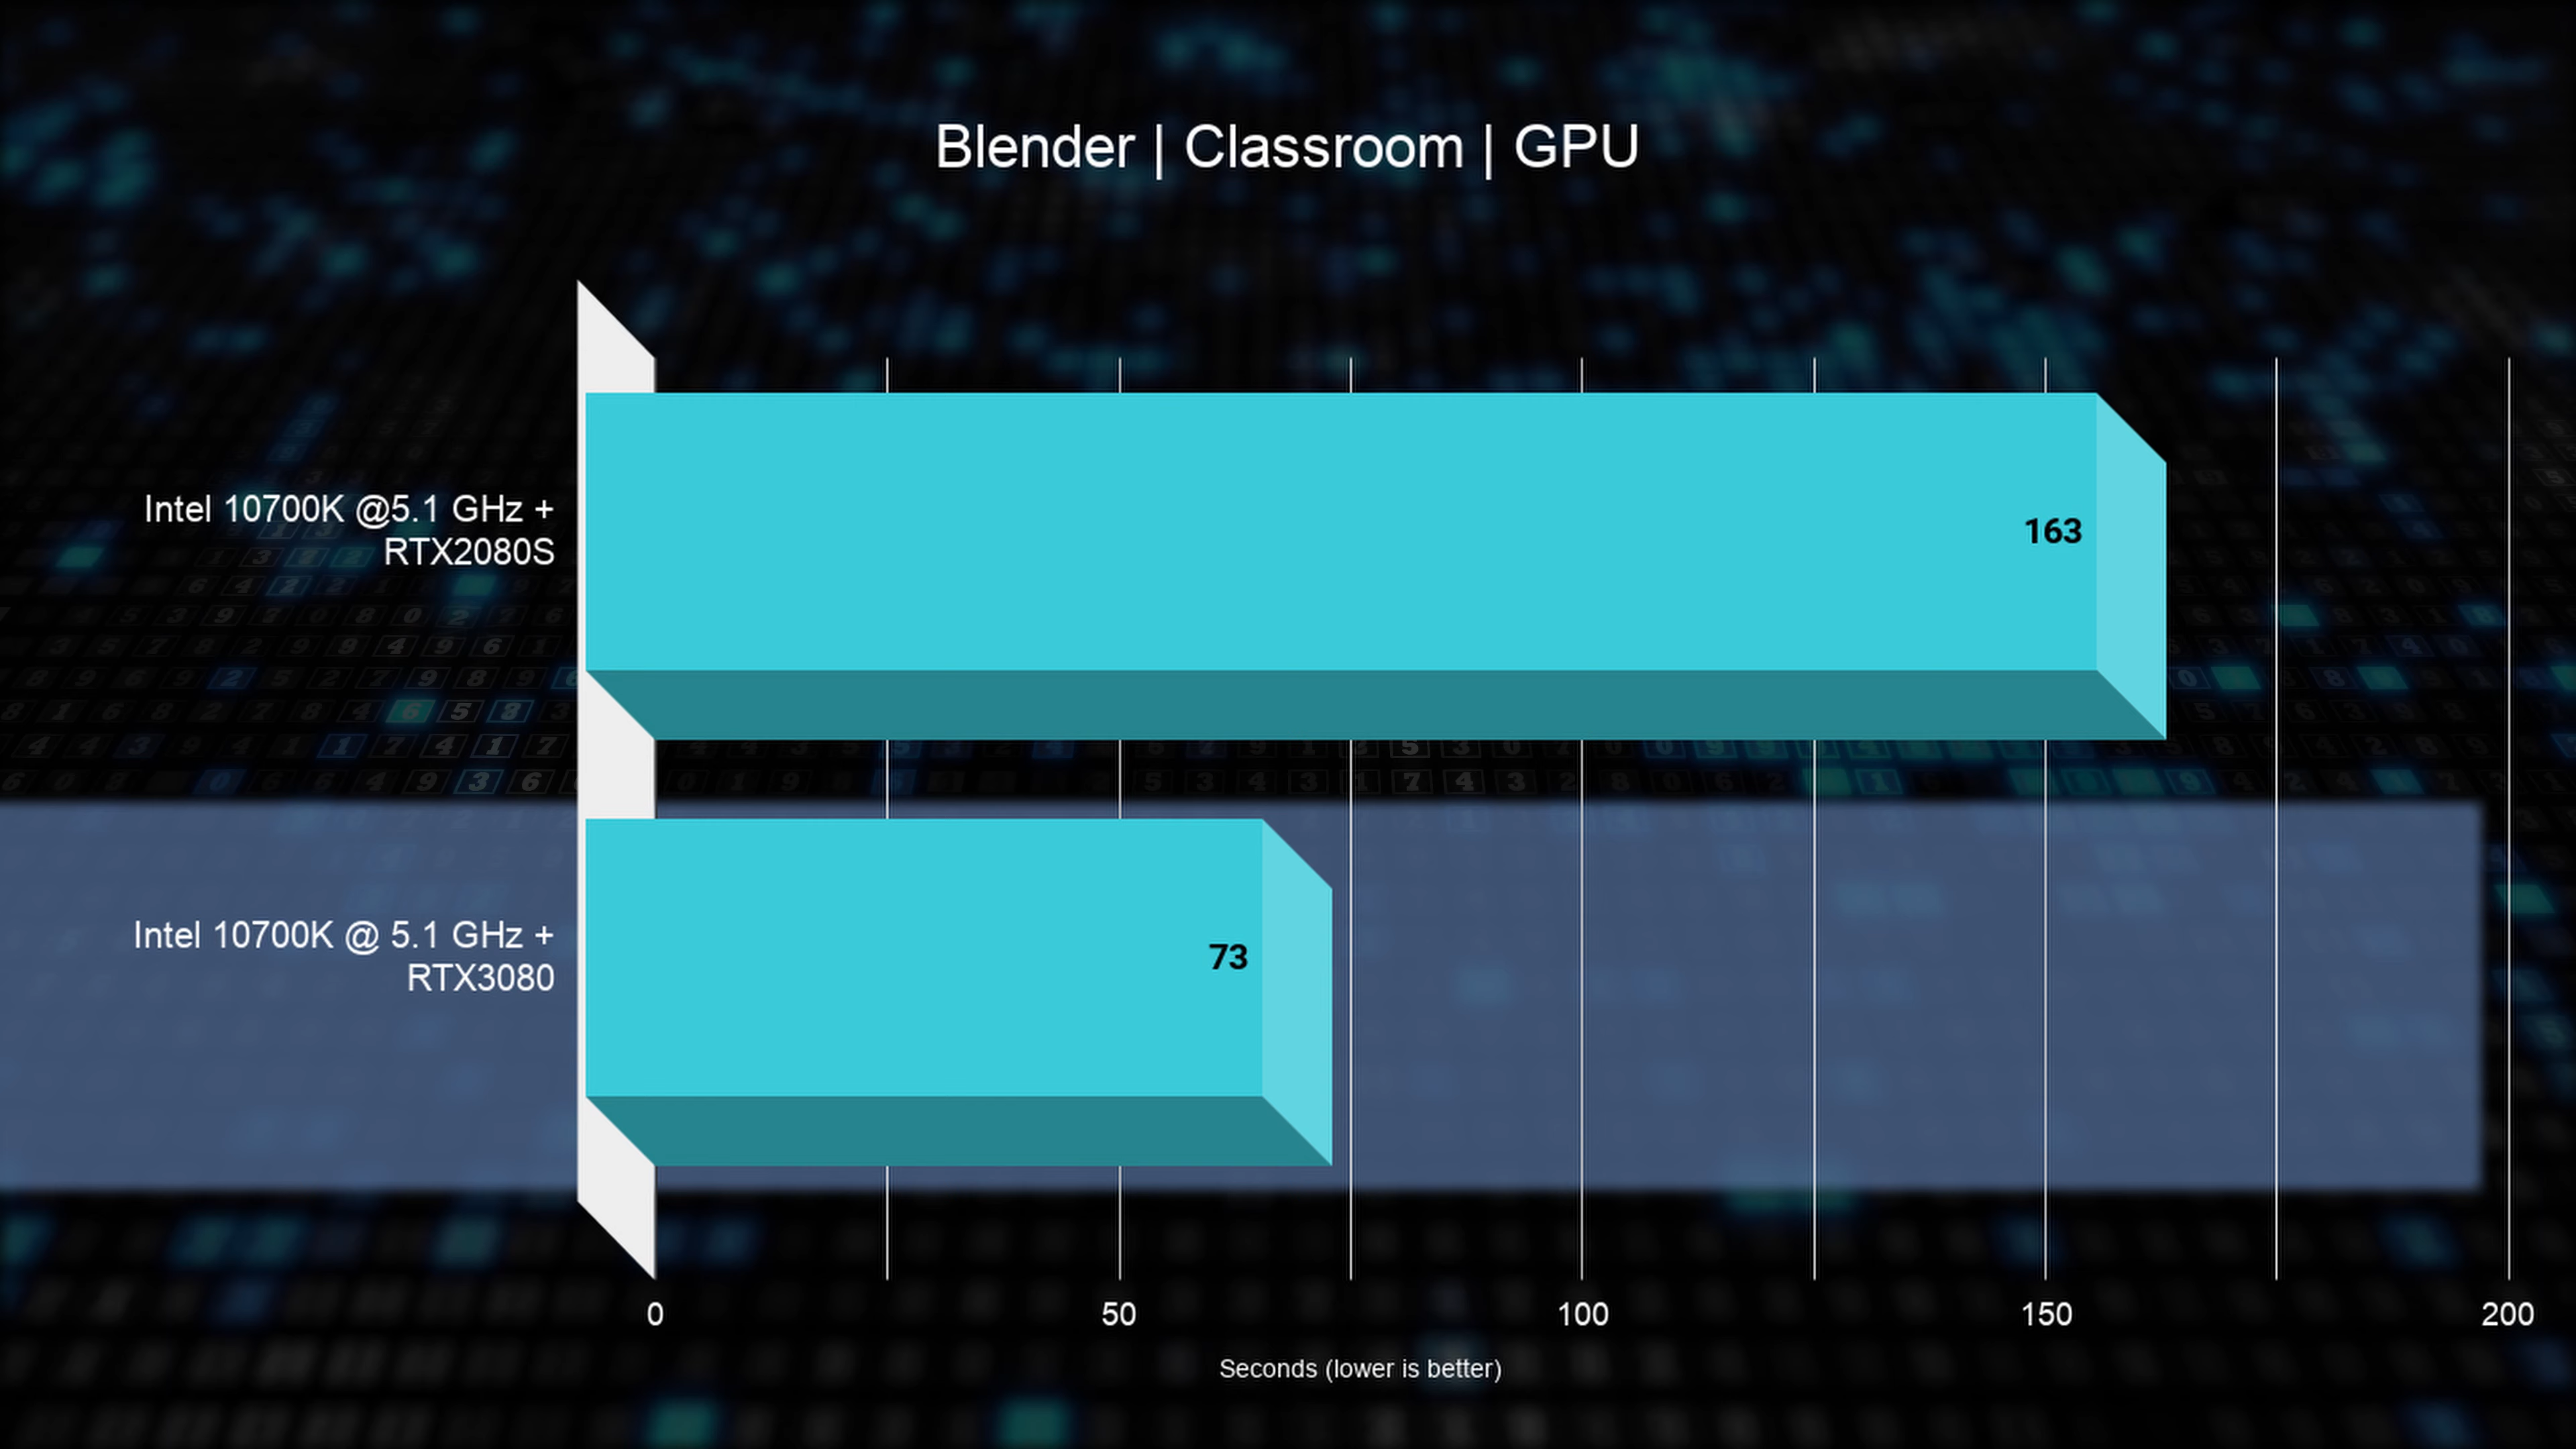 Blender | Classroom | GPU
Intel 10700K @5.1 GHz +
RTX2080S
163
Intel 10700K @ 5.1 GHz +
RTX3080
73
0 50 100 150 200
Seconds (lower is better)